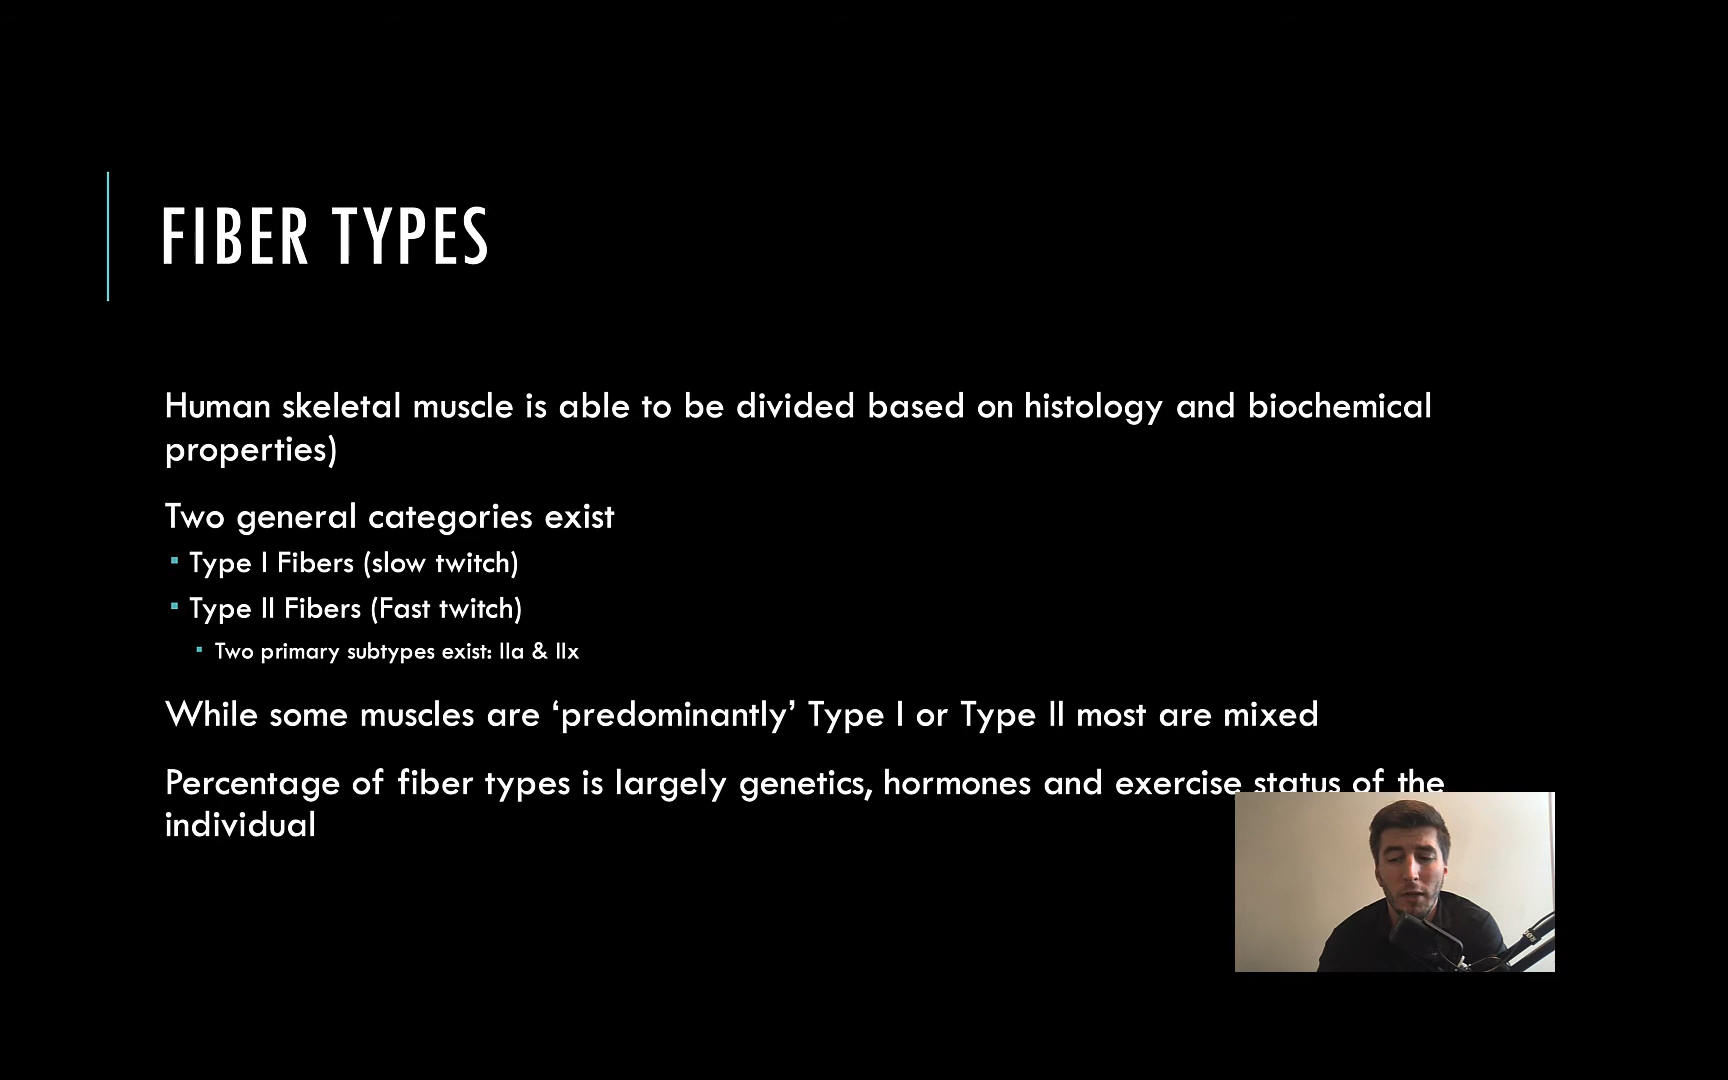 FIBER TYPES
Human skeletal muscle is able to be divided based on histology and biochemical
properties)
Two general categories exist
▪ Type I Fibers (slow twitch)
▪ Type II Fibers (Fast twitch)
▪ Two primary subtypes exist: IIa & IIx
While some muscles are ‘predominantly’ Type I or Type II most are mixed
Percentage of fiber types is largely genetics, hormones and exercise status of the
individual